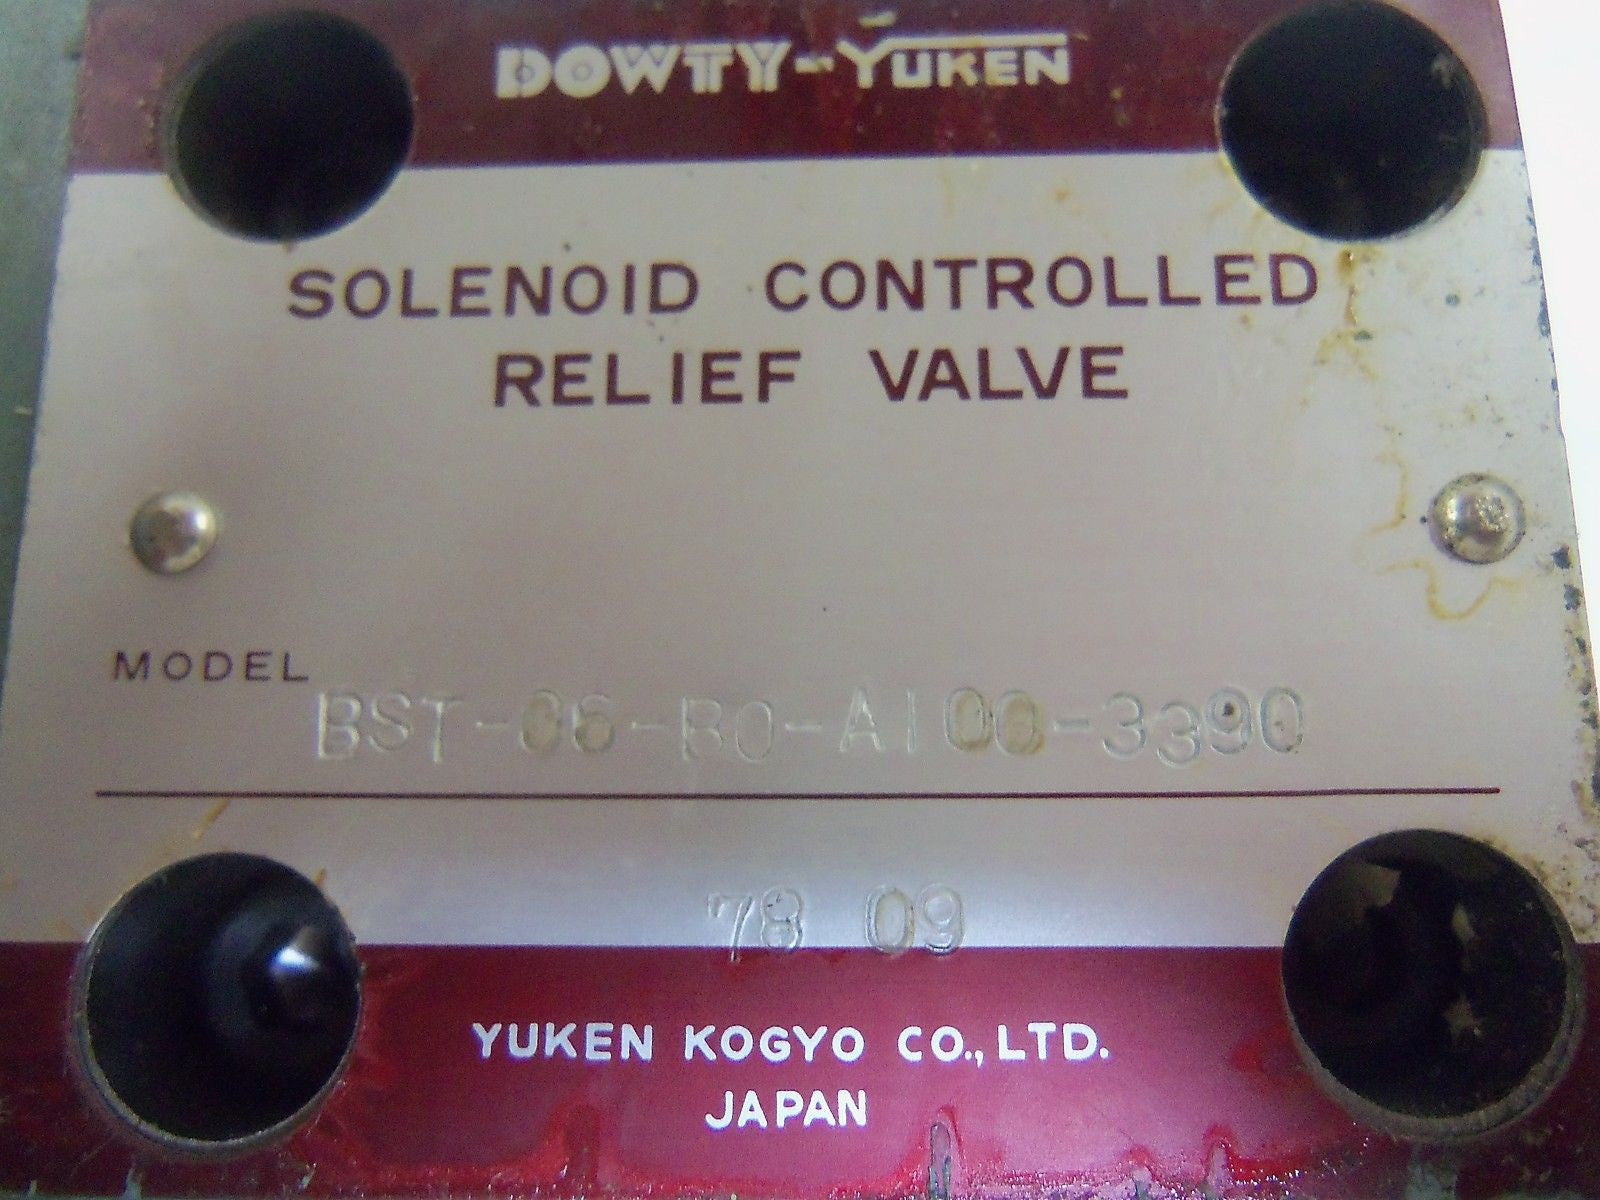 DOWTY-YUKEN
SOLENOID CONTROLLED
RELIEF VALVE
MODEL
BST-06-B0-A100-3390
78 09
YUKEN KOGYO CO., LTD.
JAPAN